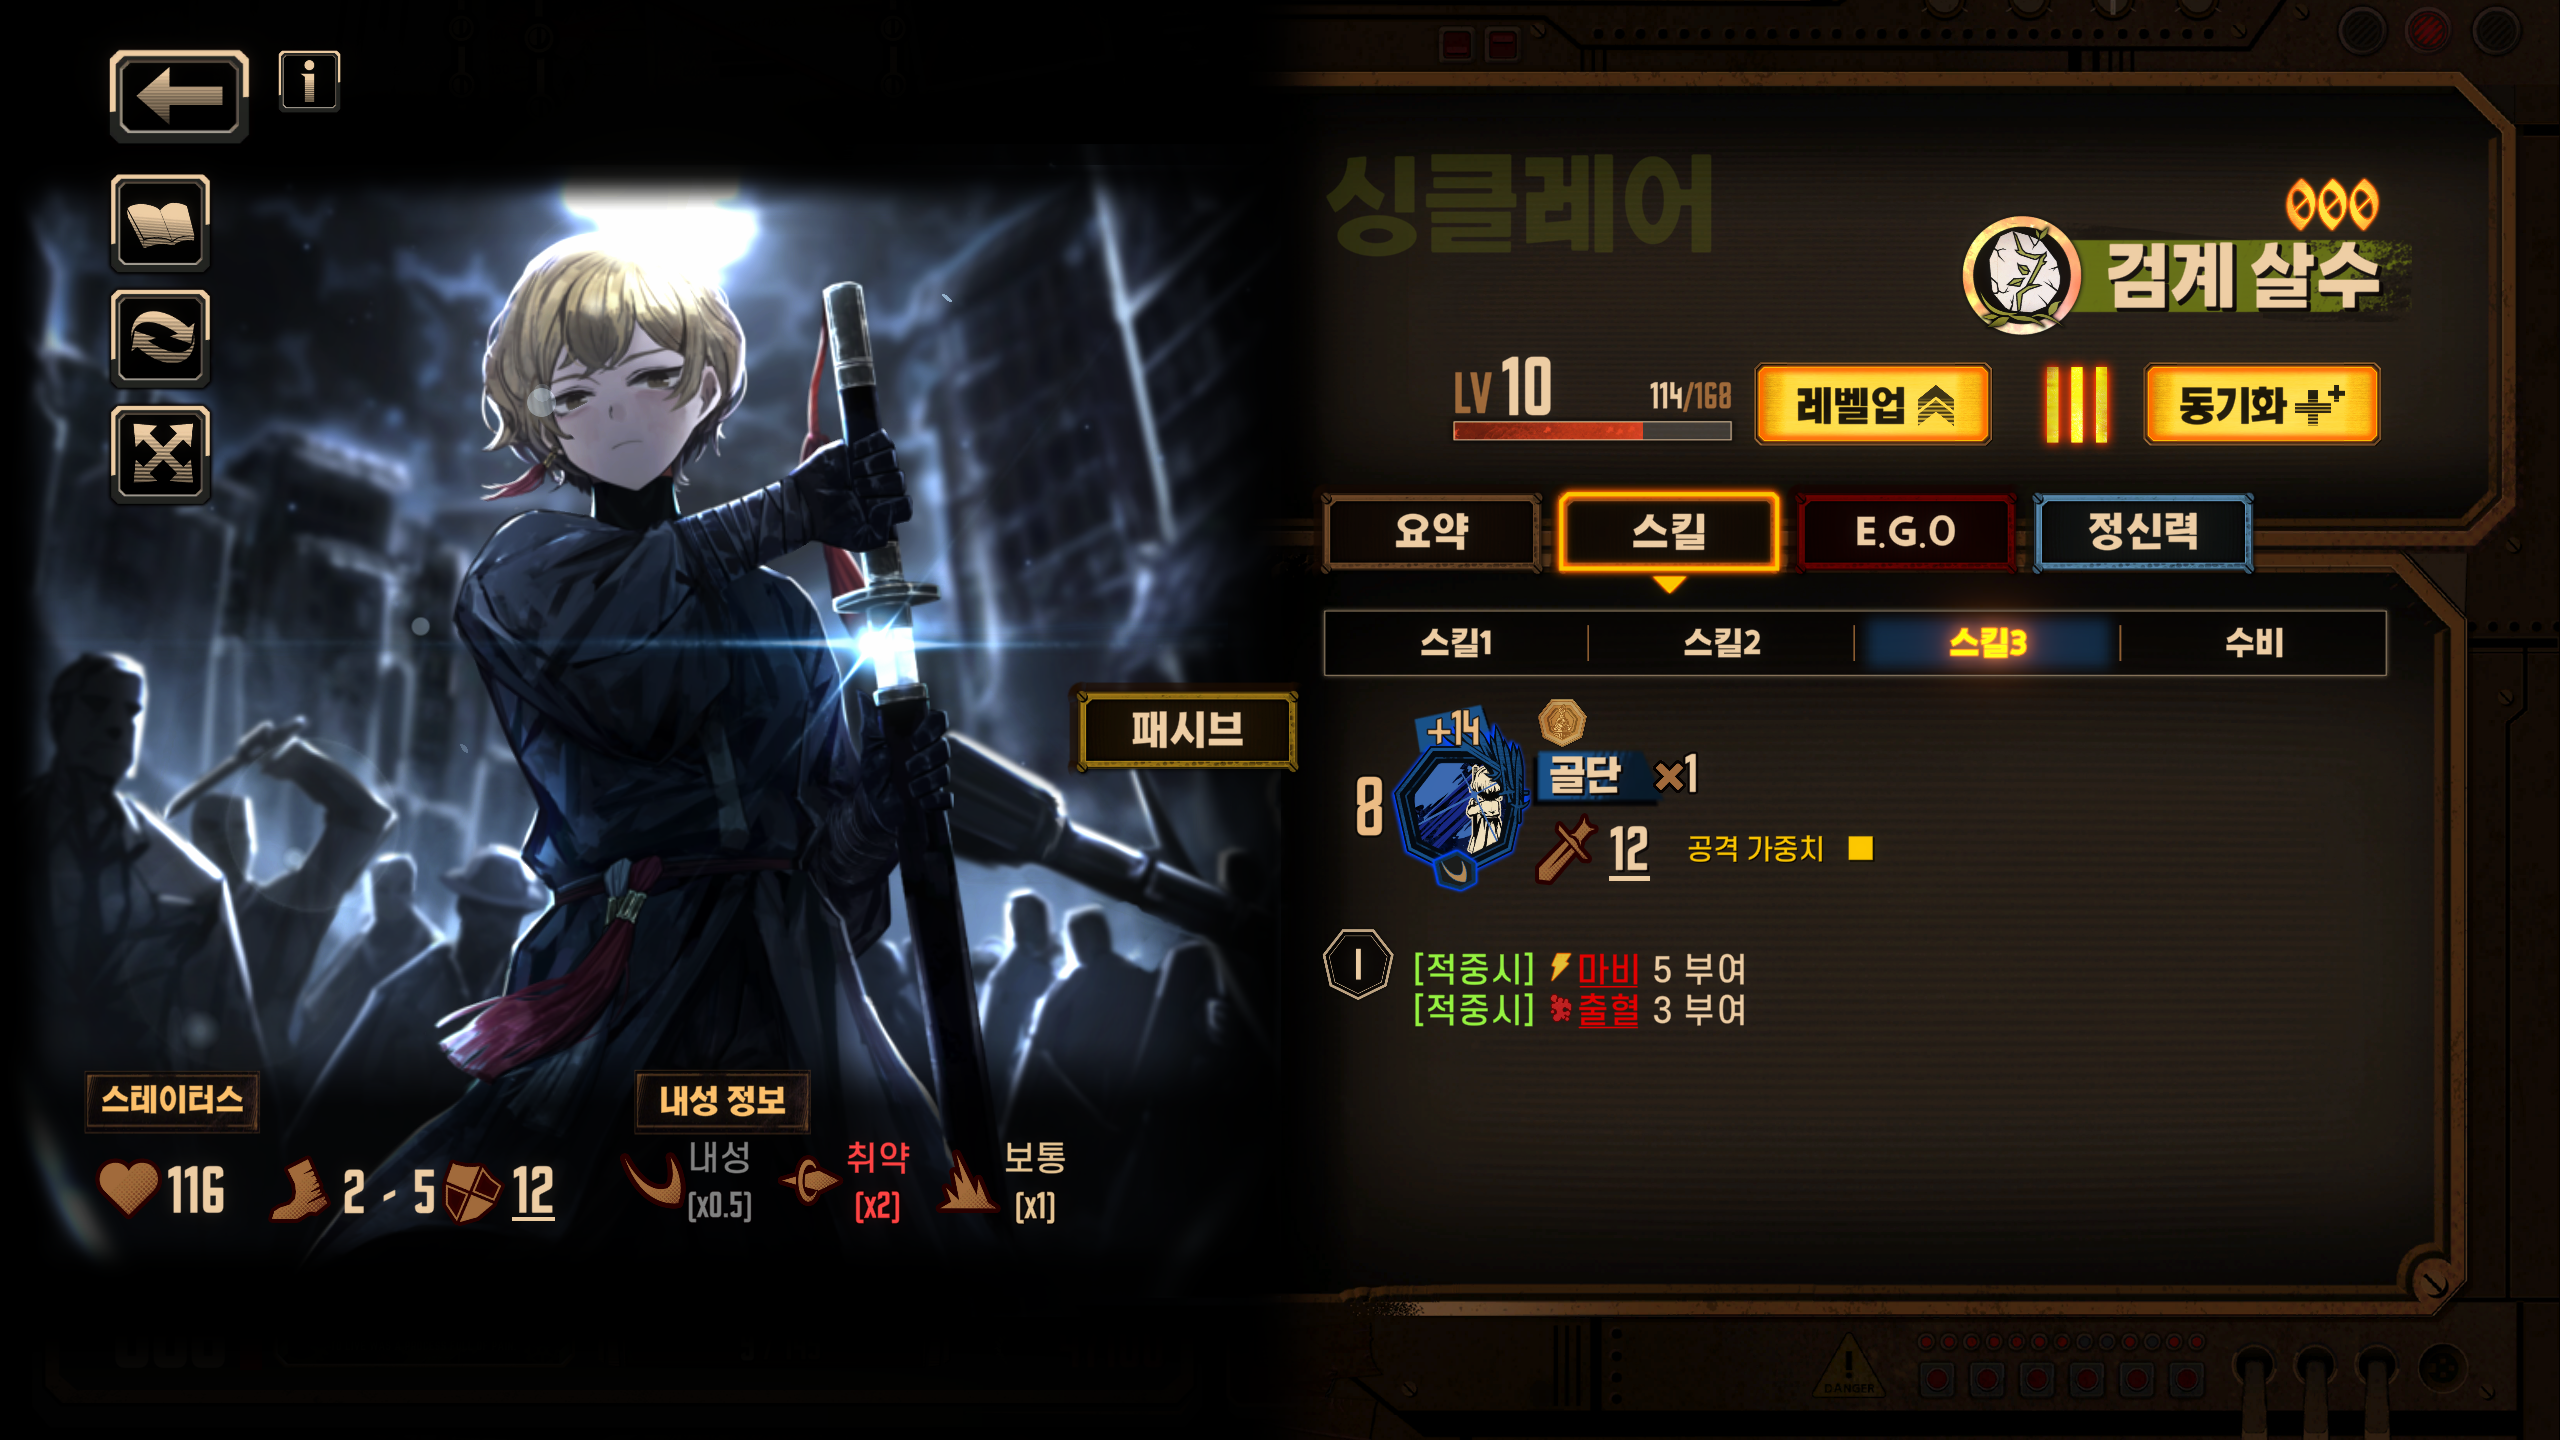 싱클레어
000
검계 살수
LV 10
114/168
레벨업
동기화
요약
스킬
E.G.O
정신력
스킬1
스킬2
스킬3
수비
패시브
+14
8
골단 ×1
12
공격 가중치
I
[적중시] 마비 5 부여
[적중시] 출혈 3 부여
스테이터스
116
2 - 5
12
내성 정보
내성
[x0.5]
취약
[x2]
보통
[x1]
DANGER